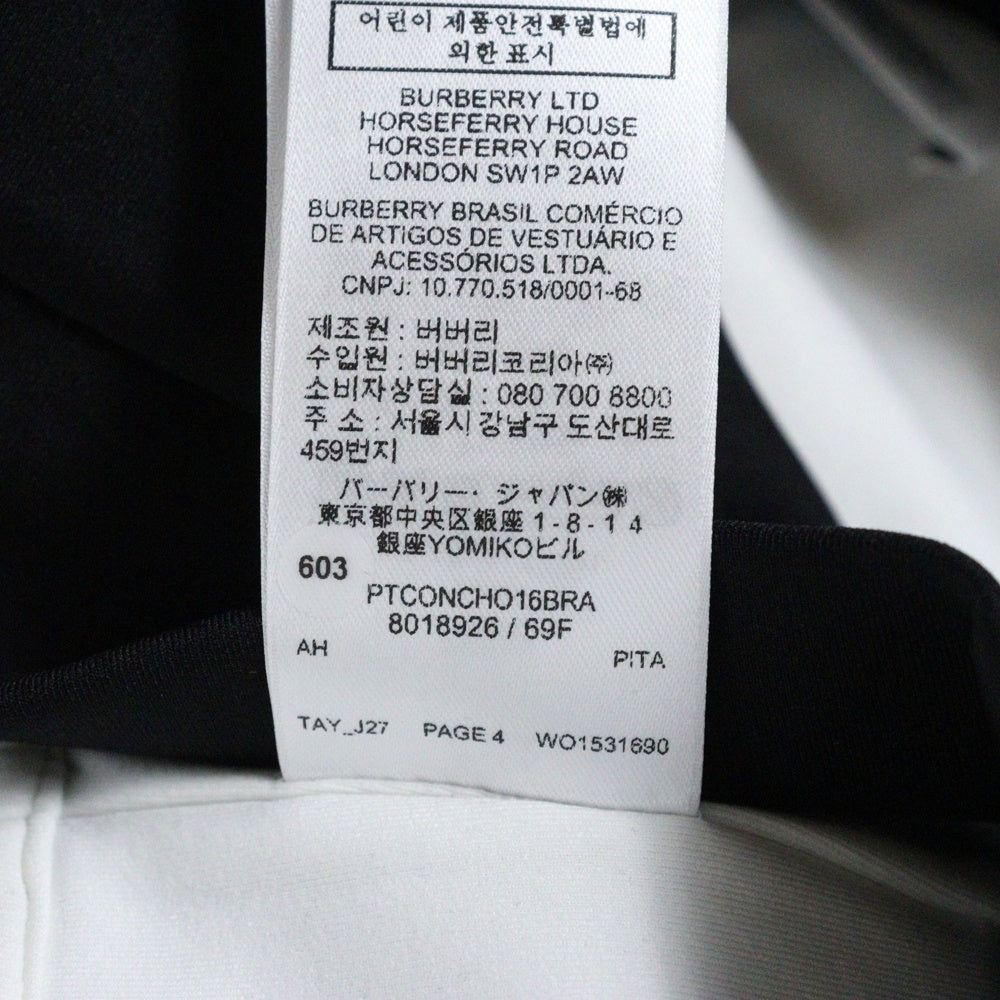 어린이 제품안전특별법에
의한 표시
BURBERRY LTD
HORSEFERRY HOUSE
HORSEFERRY ROAD
LONDON SW1P 2AW
BURBERRY BRASIL COMÉRCIO
DE ARTIGOS DE VESTUÁRIO E
ACESSÓRIOS LTDA.
CNPJ: 10.770.518/0001-68
제조원 : 버버리
수입원 : 버버리코리아㈜
소비자상담실 : 080 700 8800
주 소 : 서울시 강남구 도산대로
459번지
バーバリー・ジャパン㈱
東京都中央区銀座 1 - 8 - 1 4
銀座YOMIKOビル
603
PTCONCHO16BRA
8018926 / 69F
AH PITA
TAY_J27 PAGE 4 WO1531690